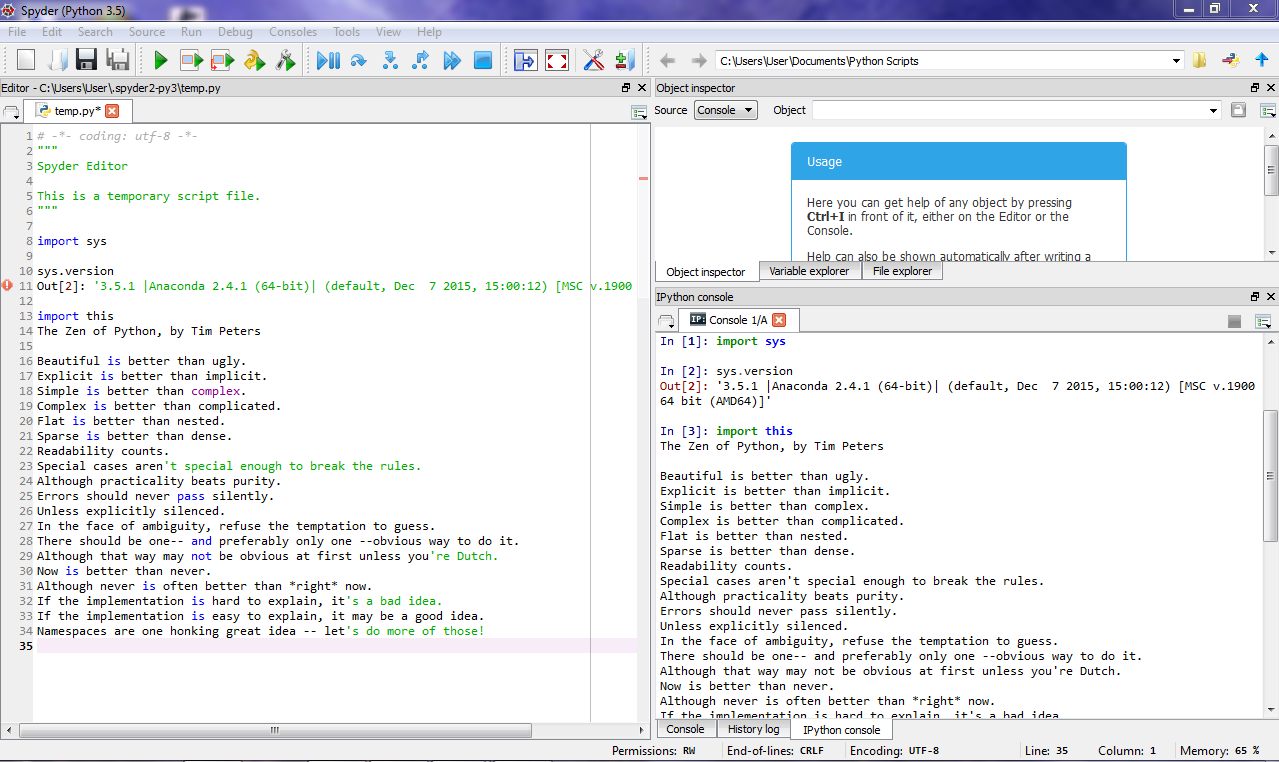 Spyder (Python 3.5)
File Edit Search Source Run Debug Consoles Tools View Help
C:\Users\User\Documents\Python Scripts
Editor - C:\Users\User\.spyder2-py3\temp.py
temp.py*
1 # -*- coding: utf-8 -*-
2 """
3 Spyder Editor
4
5 This is a temporary script file.
6 """
7
8 import sys
9
10 sys.version
11 Out[2]: '3.5.1 |Anaconda 2.4.1 (64-bit)| (default, Dec  7 2015, 15:00:12) [MSC v.1900
12
13 import this
14 The Zen of Python, by Tim Peters
15
16 Beautiful is better than ugly.
17 Explicit is better than implicit.
18 Simple is better than complex.
19 Complex is better than complicated.
20 Flat is better than nested.
21 Sparse is better than dense.
22 Readability counts.
23 Special cases aren't special enough to break the rules.
24 Although practicality beats purity.
25 Errors should never pass silently.
26 Unless explicitly silenced.
27 In the face of ambiguity, refuse the temptation to guess.
28 There should be one-- and preferably only one --obvious way to do it.
29 Although that way may not be obvious at first unless you're Dutch.
30 Now is better than never.
31 Although never is often better than *right* now.
32 If the implementation is hard to explain, it's a bad idea.
33 If the implementation is easy to explain, it may be a good idea.
34 Namespaces are one honking great idea -- let's do more of those!
35
Object inspector
Source Console Object
Usage
Here you can get help of any object by pressing
Ctrl+I in front of it, either on the Editor or the
Console.
Help can also be shown automatically after writing a
Object inspector Variable explorer File explorer
IPython console
IP: Console 1/A
In [1]: import sys
In [2]: sys.version
Out[2]: '3.5.1 |Anaconda 2.4.1 (64-bit)| (default, Dec  7 2015, 15:00:12) [MSC v.1900
64 bit (AMD64)]'
In [3]: import this
The Zen of Python, by Tim Peters
Beautiful is better than ugly.
Explicit is better than implicit.
Simple is better than complex.
Complex is better than complicated.
Flat is better than nested.
Sparse is better than dense.
Readability counts.
Special cases aren't special enough to break the rules.
Although practicality beats purity.
Errors should never pass silently.
Unless explicitly silenced.
In the face of ambiguity, refuse the temptation to guess.
There should be one-- and preferably only one --obvious way to do it.
Although that way may not be obvious at first unless you're Dutch.
Now is better than never.
Although never is often better than *right* now.
If the implementation is hard to explain, it's a bad idea.
Console History log IPython console
Permissions: RW End-of-lines: CRLF Encoding: UTF-8 Line: 35 Column: 1 Memory: 65 %